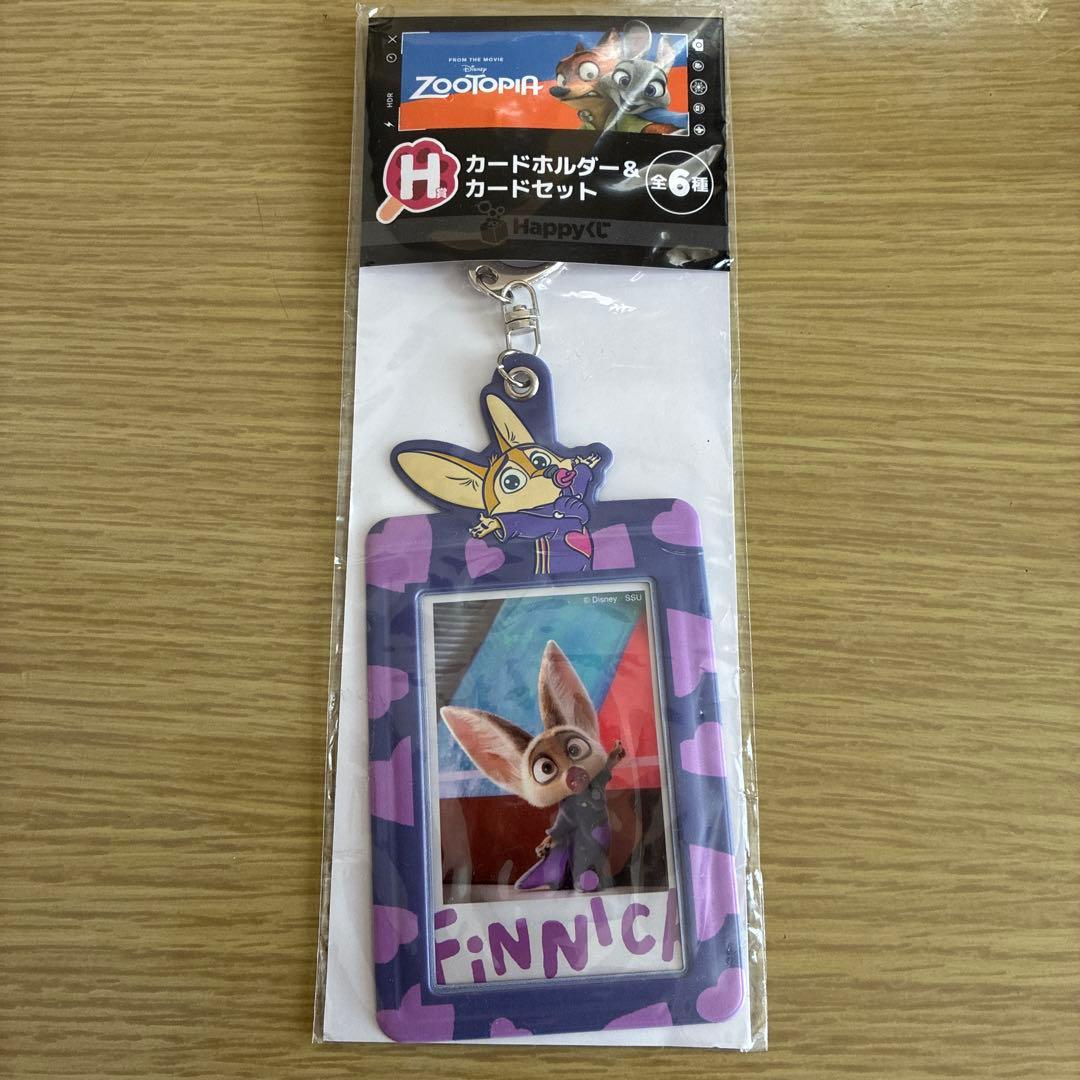 FROM THE MOVIE
Disney
ZOOTOPIA
HDR
H賞
カードホルダー&
カードセット
全6種
Happyくじ
© Disney SSU
FiNNiCK